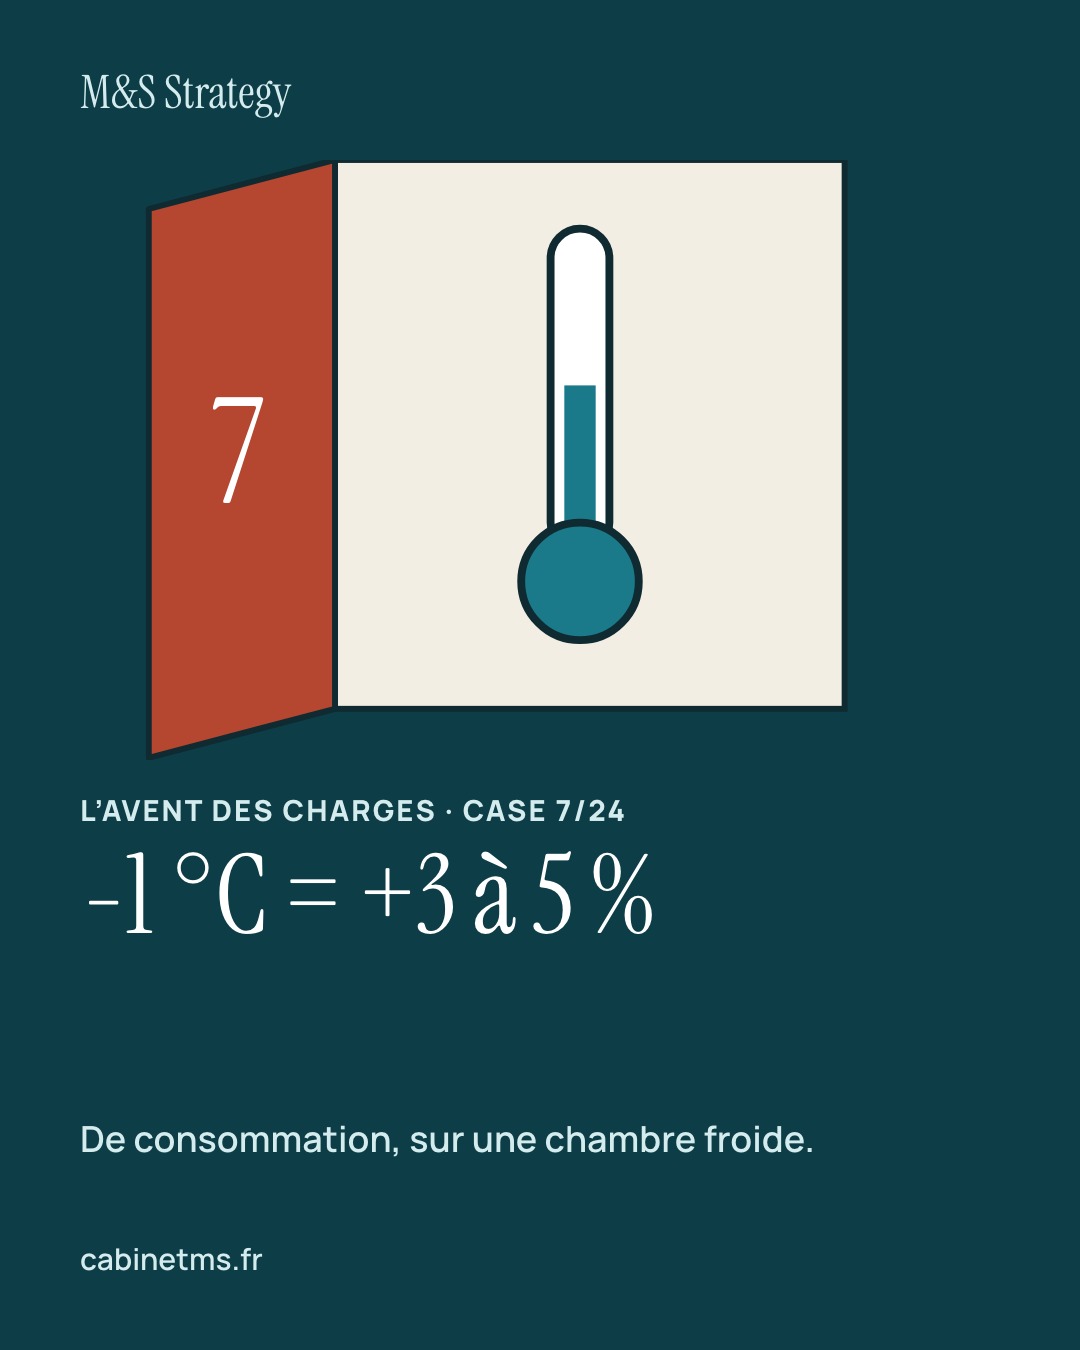 M&S Strategy
7
L’AVENT DES CHARGES · CASE 7/24
−1 °C = +3 à 5 %
De consommation, sur une chambre froide.
cabinetms.fr